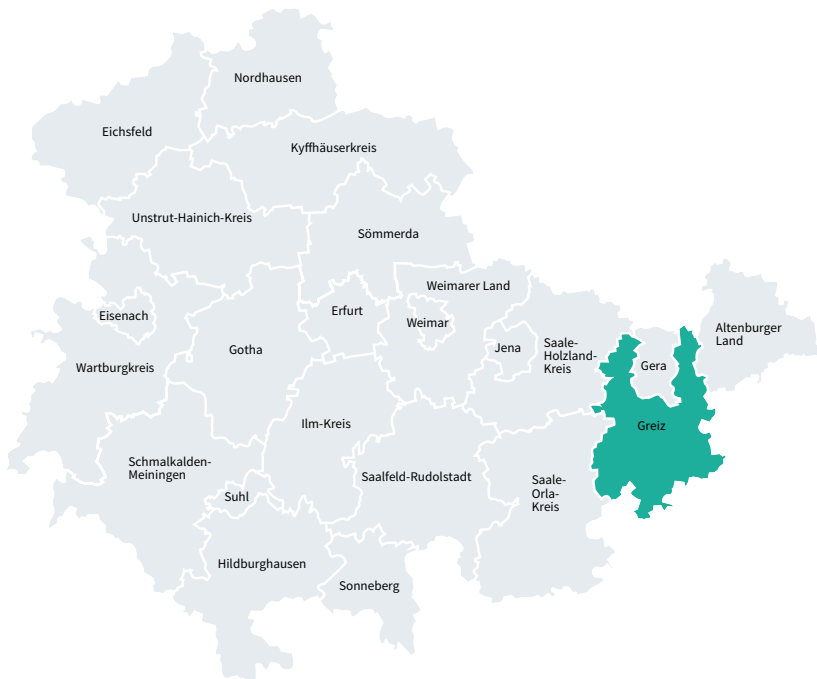 Nordhausen
Eichsfeld
Kyffhäuserkreis
Unstrut-Hainich-Kreis
Sömmerda
Weimarer Land
Eisenach
Erfurt
Weimar
Altenburger
Land
Gotha
Jena
Saale-
Holzland-
Kreis
Gera
Wartburgkreis
Ilm-Kreis
Greiz
Schmalkalden-
Meiningen
Saalfeld-Rudolstadt
Saale-
Orla-
Kreis
Suhl
Hildburghausen
Sonneberg